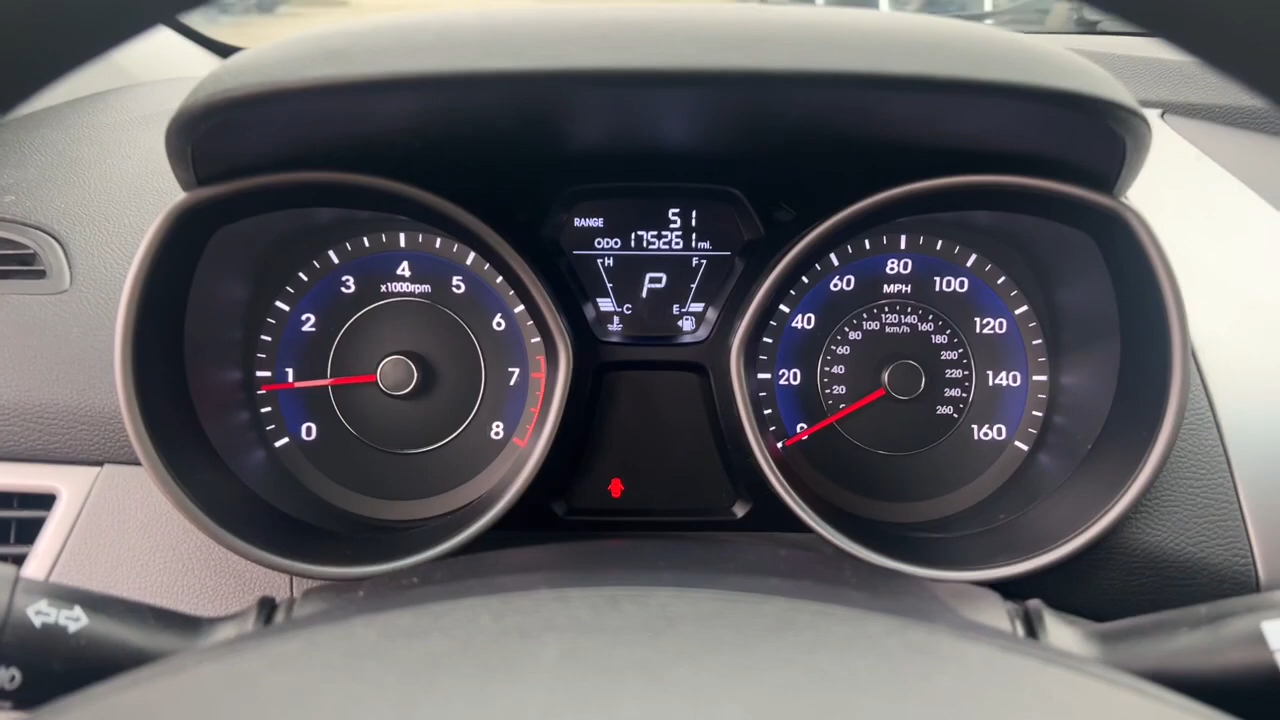 RANGE 51
ODO 175261 mi.
H F
P
C E
x1000rpm
0 1 2 3 4 5 6 7 8
MPH
0 20 40 60 80 100 120 140 160
km/h
20 40 60 80 100 120 140 160 180 200 220 240 260